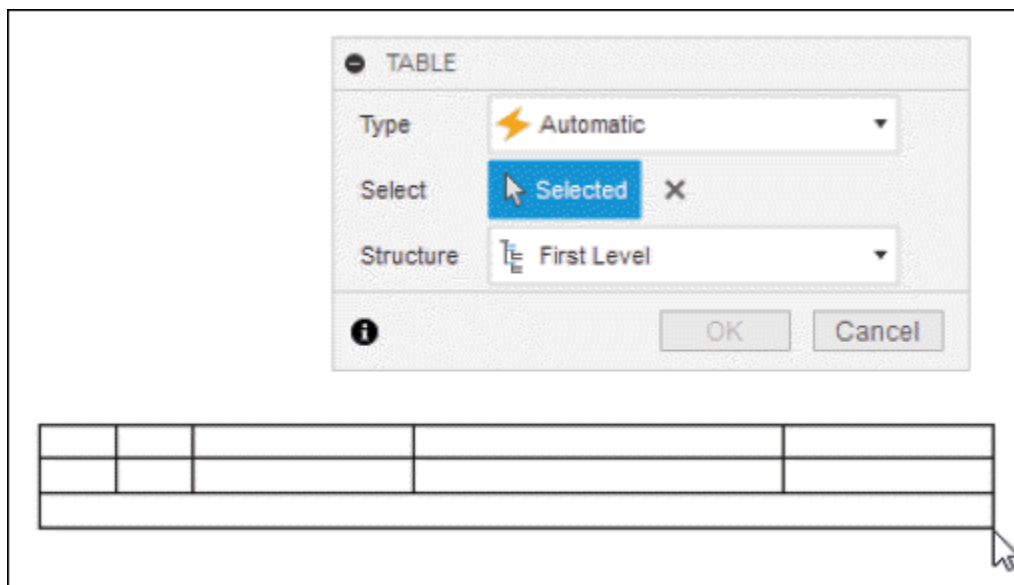 TABLE
Type Automatic
Select Selected
Structure First Level
OK Cancel